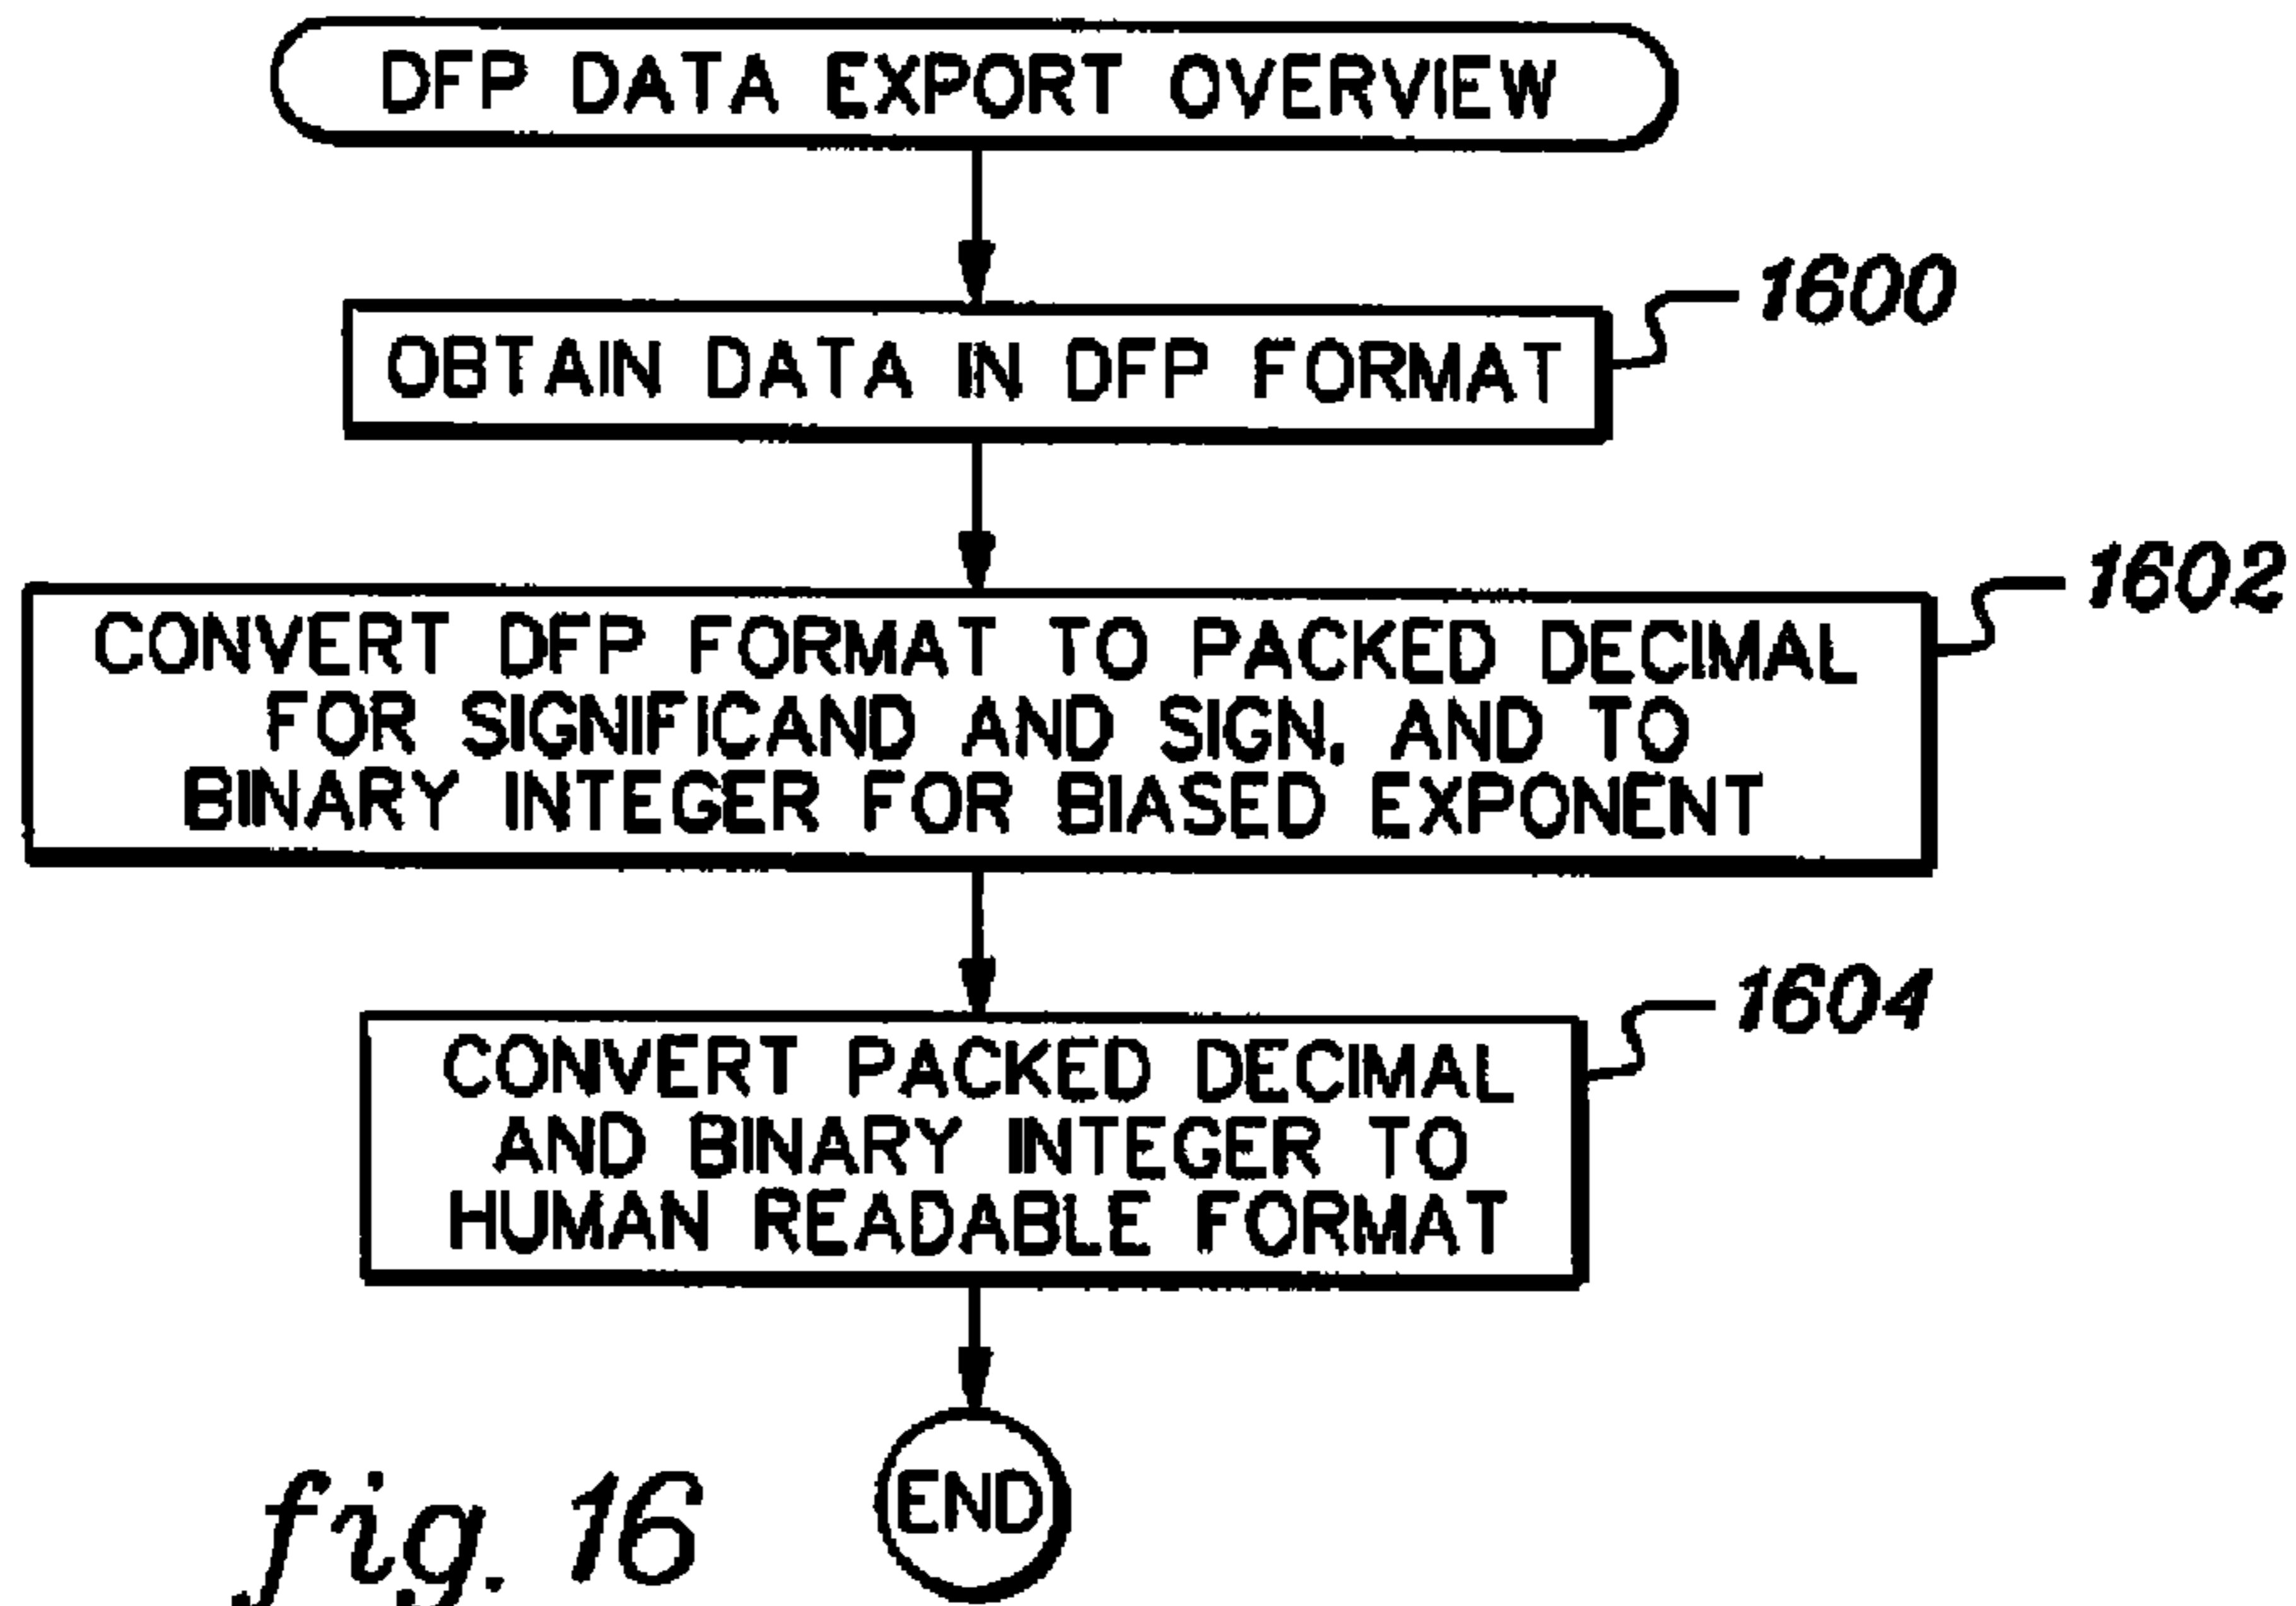 DFP DATA EXPORT OVERVIEW
1600
OBTAIN DATA IN DFP FORMAT
1602
CONVERT DFP FORMAT TO PACKED DECIMAL
FOR SIGNIFICAND AND SIGN, AND TO
BINARY INTEGER FOR BIASED EXPONENT
1604
CONVERT PACKED DECIMAL
AND BINARY INTEGER TO
HUMAN READABLE FORMAT
END
fig. 16